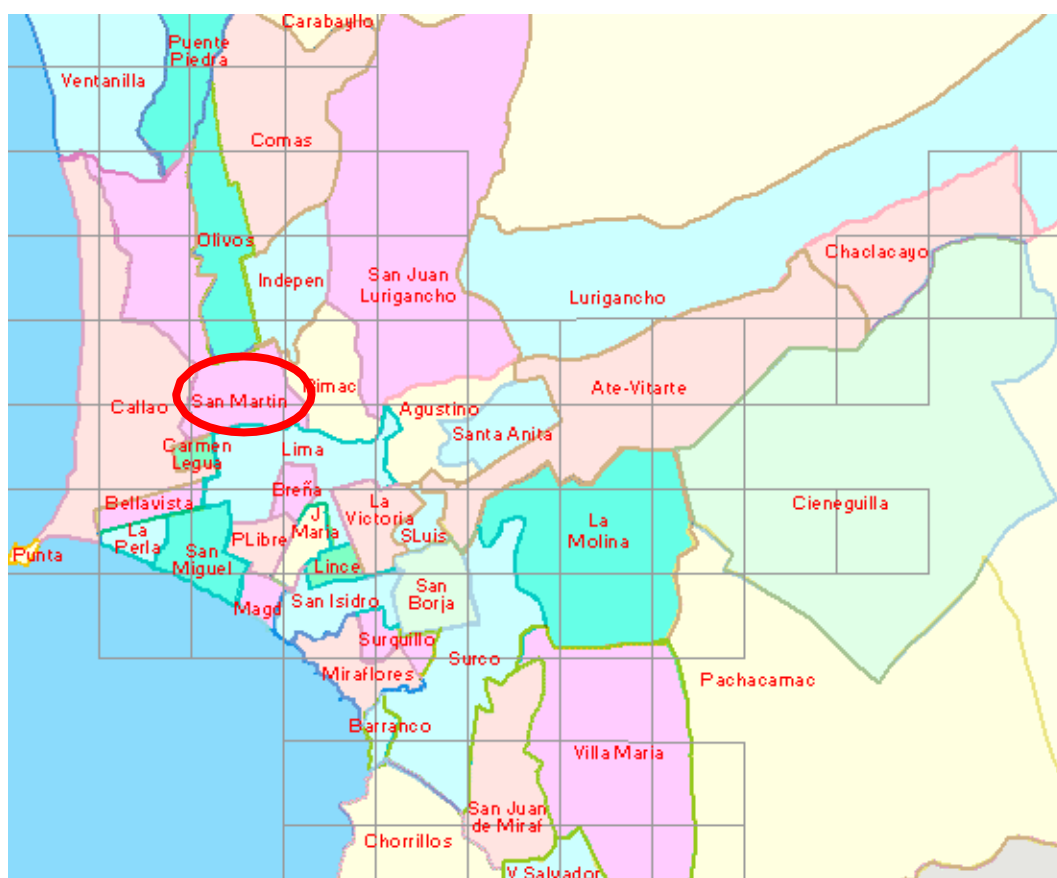 Carabayllo
Puente
Piedra
Ventanilla
Comas
Olivos
Indepen
San Juan
Lurigancho
Chaclacayo
Lurigancho
Rimac
Ate-Vitarte
San Martin
Callao
Agustino
Santa Anita
Carmen
Legua
Lima
Breña
Bellavista
La
Victoria
Cieneguilla
J
Maria
La
Perla
PLibre
SLuis
La
Molina
Punta
San
Miguel
Lince
San
Borja
Magd
San Isidro
Surquillo
Surco
Miraflores
Pachacamac
Barranco
Villa Maria
San Juan
de Miraf
Chorrillos
V Salvador